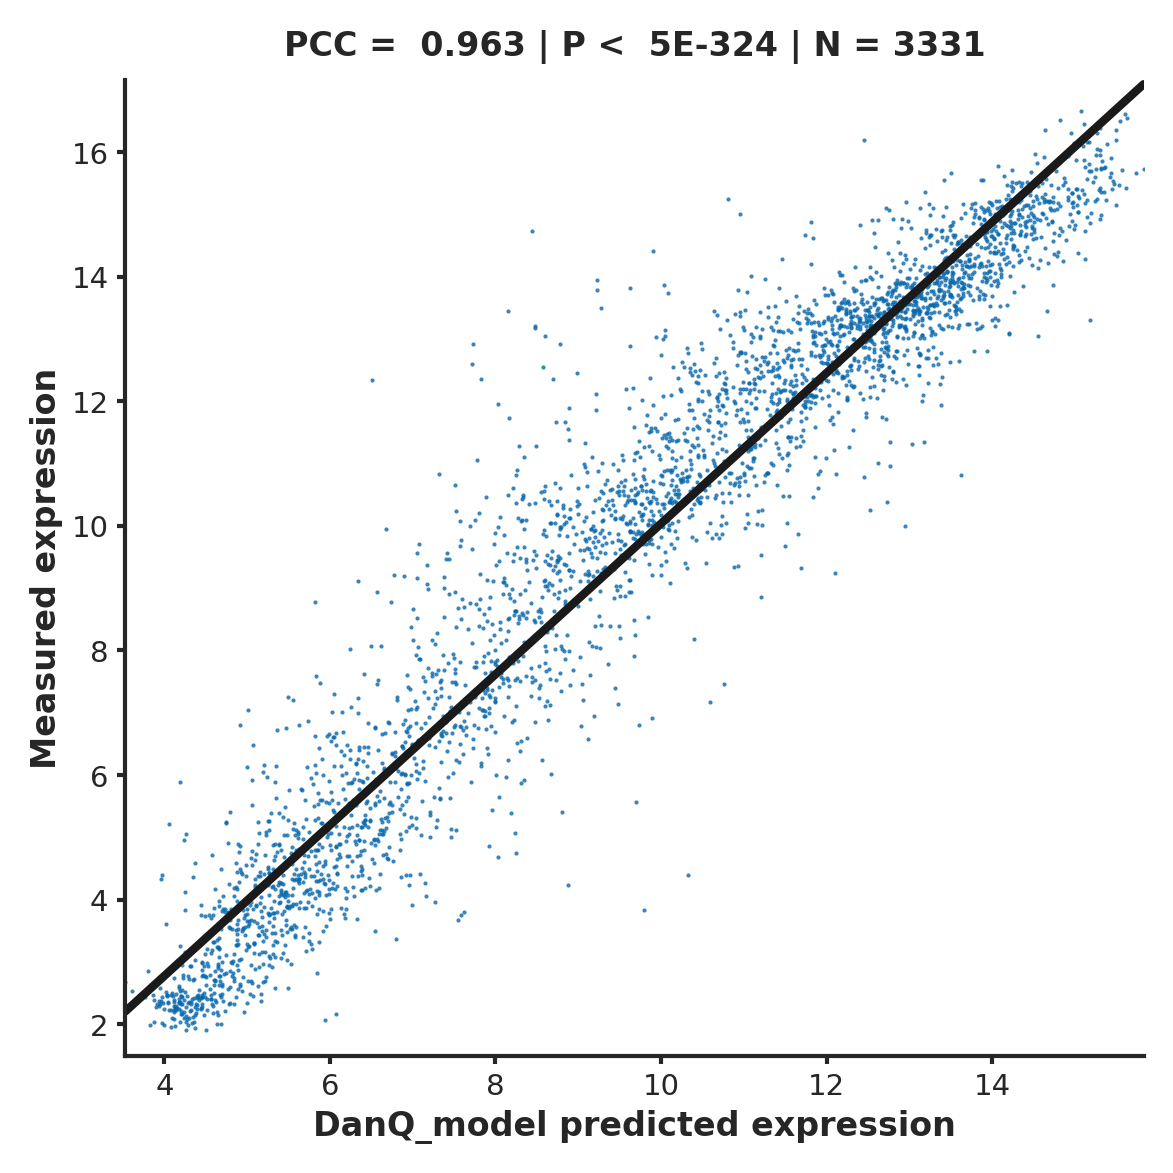 PCC =  0.963 | P <  5E-324 | N = 3331
Measured expression
16
14
12
10
8
6
4
2
4 6 8 10 12 14
DanQ_model predicted expression